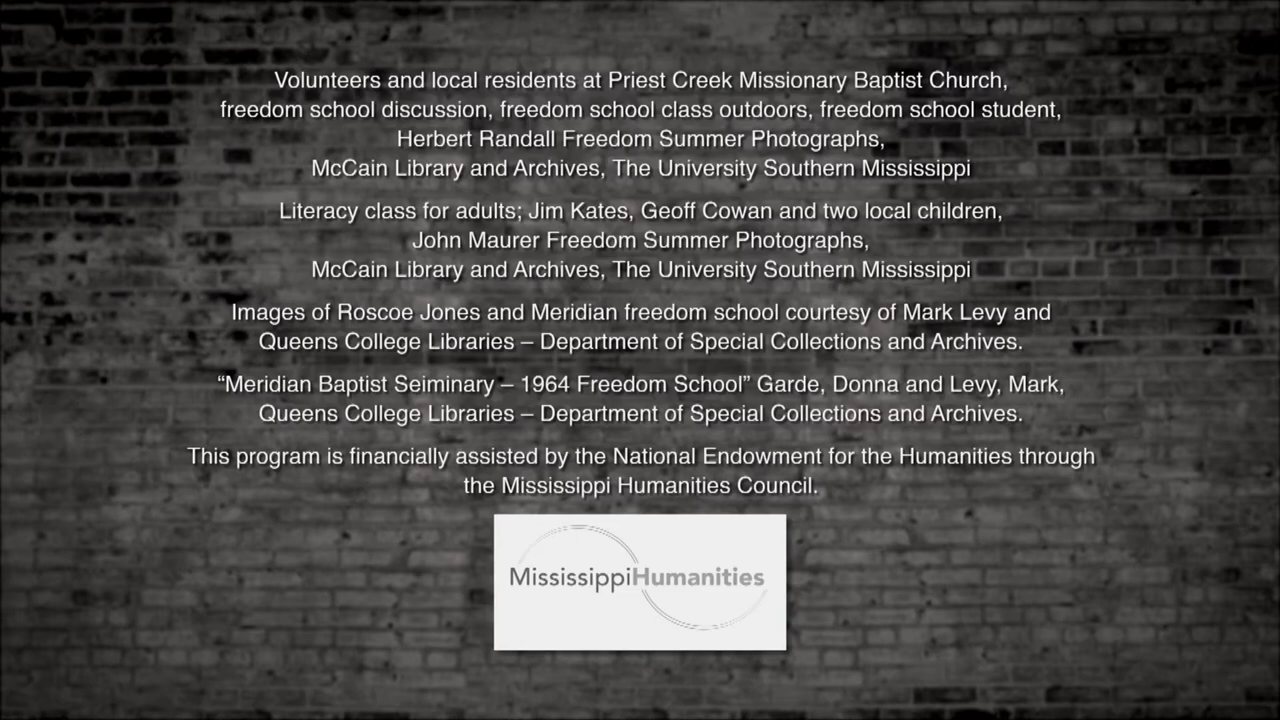 Volunteers and local residents at Priest Creek Missionary Baptist Church,
freedom school discussion, freedom school class outdoors, freedom school student,
Herbert Randall Freedom Summer Photographs,
McCain Library and Archives, The University Southern Mississippi
Literacy class for adults; Jim Kates, Geoff Cowan and two local children,
John Maurer Freedom Summer Photographs,
McCain Library and Archives, The University Southern Mississippi
Images of Roscoe Jones and Meridian freedom school courtesy of Mark Levy and
Queens College Libraries – Department of Special Collections and Archives.
“Meridian Baptist Seiminary – 1964 Freedom School” Garde, Donna and Levy, Mark,
Queens College Libraries – Department of Special Collections and Archives.
This program is financially assisted by the National Endowment for the Humanities through
the Mississippi Humanities Council.
MississippiHumanities